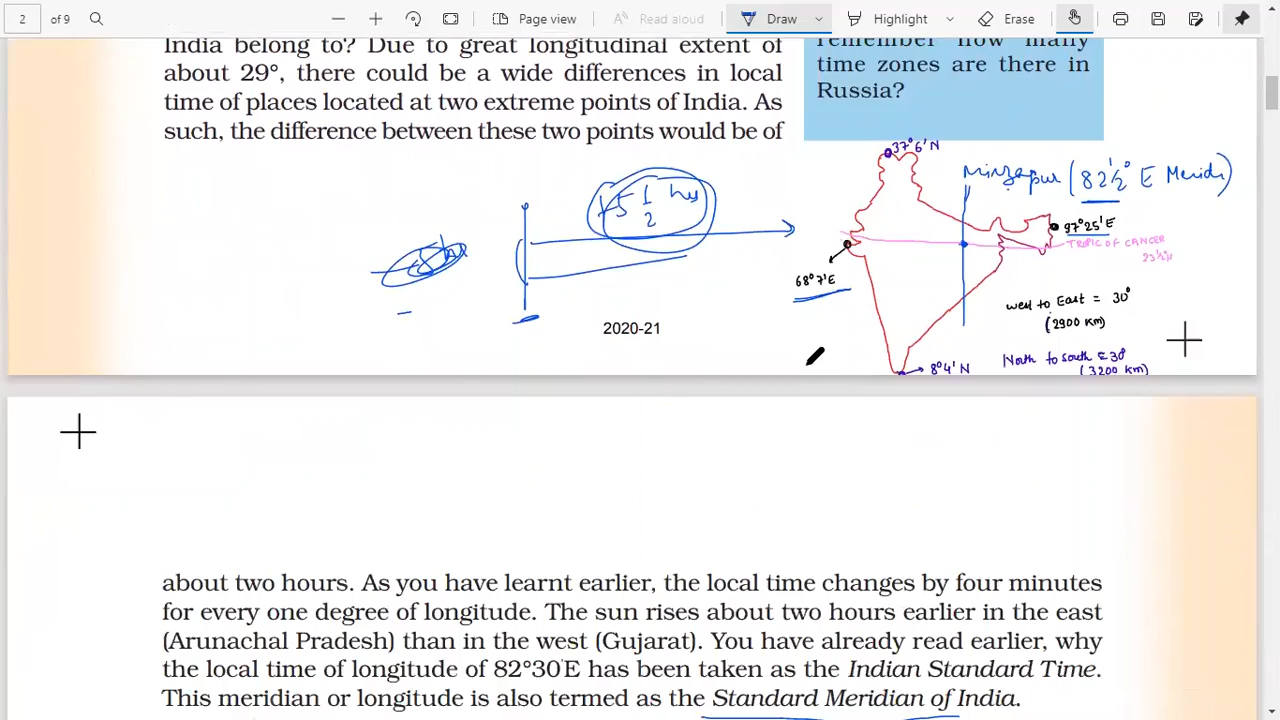 2
of 9
Page view
Read aloud
Draw
Highlight
Erase
India belong to? Due to great longitudinal extent of
about 29°, there could be a wide differences in local
time of places located at two extreme points of India. As
such, the difference between these two points would be of
remember how many
time zones are there in
Russia?
37°6'N
Mirzapur (82½° E Meridi)
+5 1/2 hrs
97°25'E
TROPIC OF CANCER
23½°N
68°7'E
West to East = 30°
(2900 Km)
2020-21
North to south = 30°
(3200 km)
8°4'N
about two hours. As you have learnt earlier, the local time changes by four minutes
for every one degree of longitude. The sun rises about two hours earlier in the east
(Arunachal Pradesh) than in the west (Gujarat). You have already read earlier, why
the local time of longitude of 82°30'E has been taken as the Indian Standard Time.
This meridian or longitude is also termed as the Standard Meridian of India.